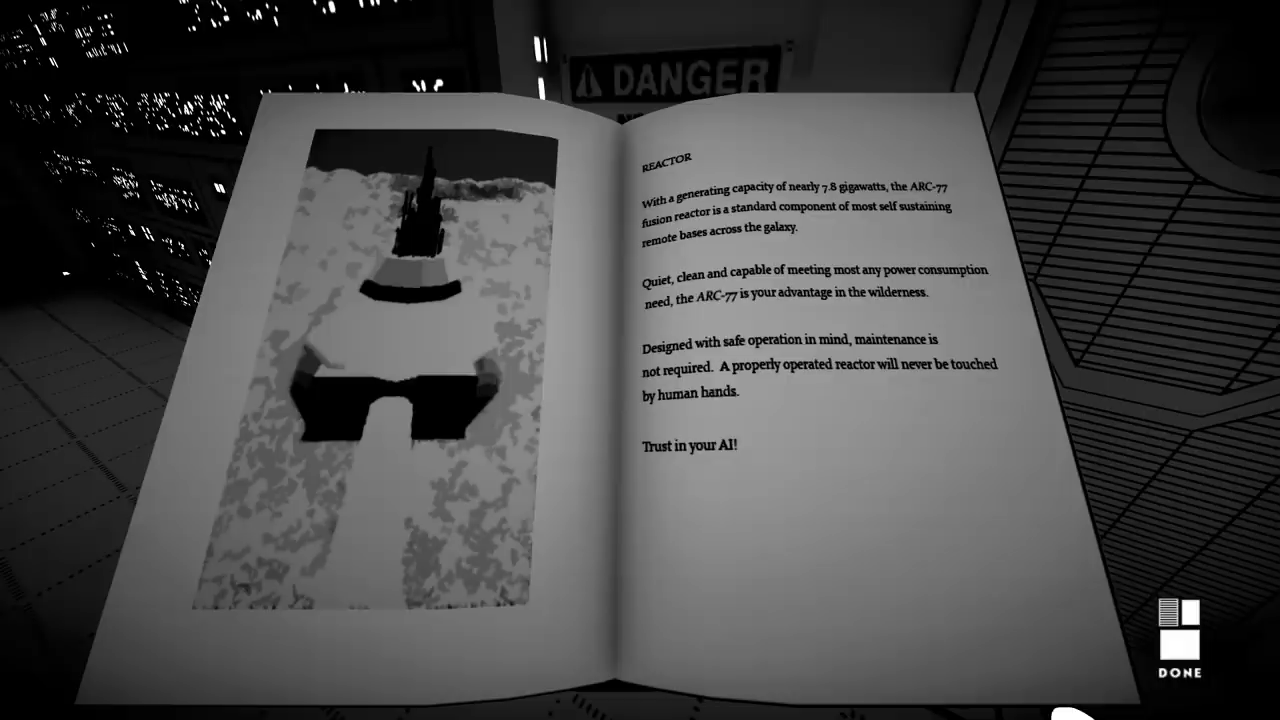 DANGER
REACTOR
With a generating capacity of nearly 7.8 gigawatts, the ARC-77
fusion reactor is a standard component of most self sustaining
remote bases across the galaxy.
Quiet, clean and capable of meeting most any power consumption
need, the ARC-77 is your advantage in the wilderness.
Designed with safe operation in mind, maintenance is
not required. A properly operated reactor will never be touched
by human hands.
Trust in your AI!
DONE